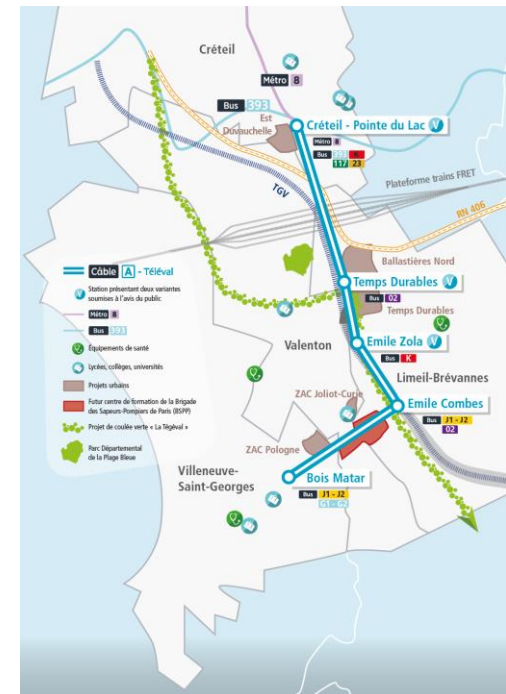 Créteil
Métro 8
Bus 393
Est
Duvauchelle
Créteil - Pointe du Lac V
Métro 8
Bus 393 K
117 23
TGV
Plateforme trains FRET
RN 406
Ballastières Nord
Temps Durables V
Bus O2
Temps Durables
Câble A - Téléval
Station présentant deux variantes
soumises à l'avis du public
Métro 8
Bus 393
Équipements de santé
Lycées, collèges, universités
Projets urbains
Futur centre de formation de la Brigade
des Sapeurs-Pompiers de Paris (BSPP)
Projet de coulée verte « La Tégéval »
Parc Départemental
de la Plage Bleue
Valenton
Emile Zola V
Bus K
Limeil-Brévannes
ZAC Joliot-Curie
Emile Combes
Bus J1 - J2
O2
ZAC Pologne
Villeneuve-
Saint-Georges
Bois Matar
Bus J1 - J2
G1 - G2